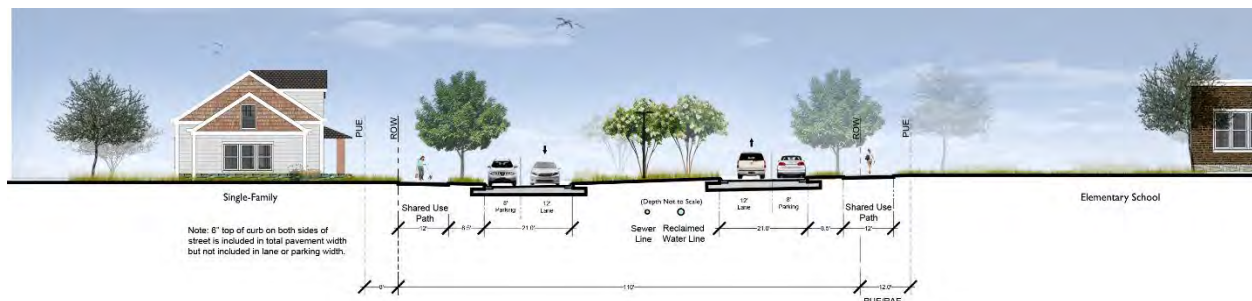 PUE
ROW
ROW
PUE
Single-Family
Elementary School
8'
Parking
12'
Lane
(Depth Not to Scale)
12'
Lane
8'
Parking
Shared Use
Path
Sewer
Line
Reclaimed
Water Line
Shared Use
Path
12'
8.5'
21.0'
21.0'
12'
Note: 6" top of curb on both sides of
street is included in total pavement width
but not included in lane or parking width.
110'
12.0'